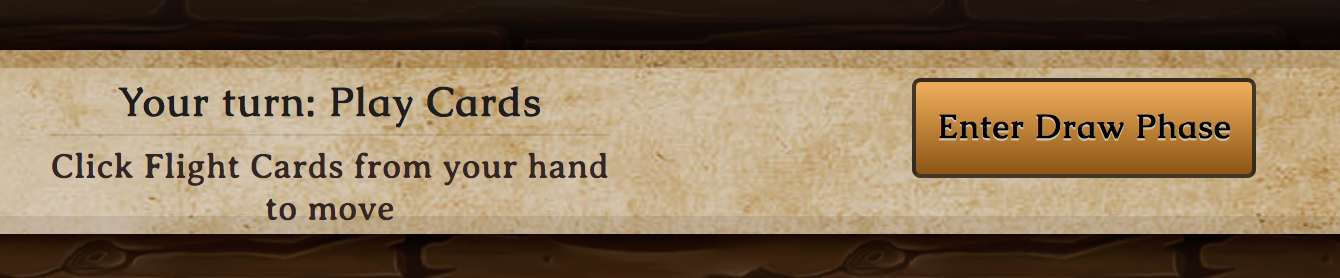 Your turn: Play Cards
Click Flight Cards from your hand
to move
Enter Draw Phase